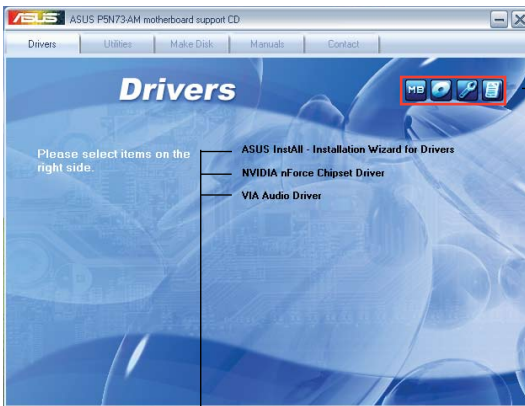 ASUS ASUS P5N73-AM motherboard support CD
Drivers Utilities Make Disk Manuals Contact
Drivers
MB
Please select items on the
right side.
ASUS InstAll - Installation Wizard for Drivers
NVIDIA nForce Chipset Driver
VIA Audio Driver